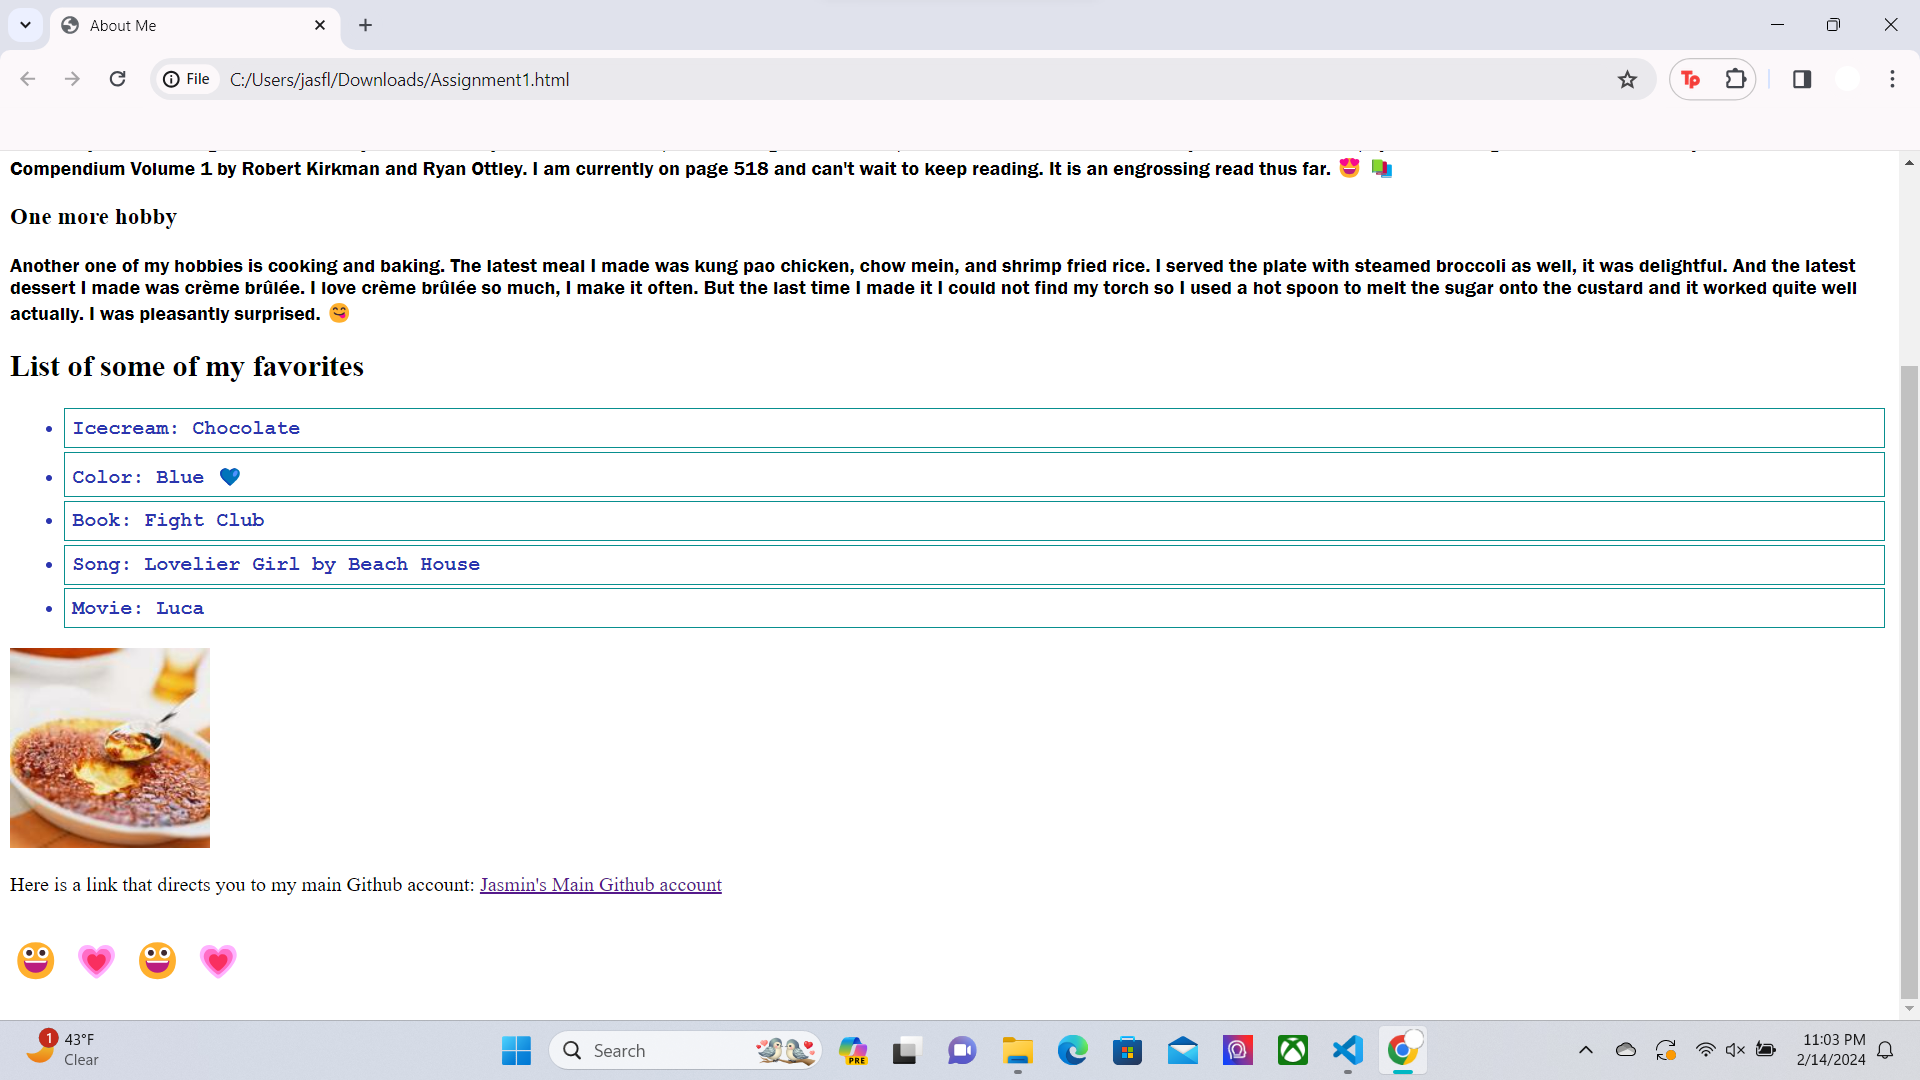 About Me
File C:/Users/jasfl/Downloads/Assignment1.html
Tp
Compendium Volume 1 by Robert Kirkman and Ryan Ottley. I am currently on page 518 and can't wait to keep reading. It is an engrossing read thus far. 😍 📚
One more hobby
Another one of my hobbies is cooking and baking. The latest meal I made was kung pao chicken, chow mein, and shrimp fried rice. I served the plate with steamed broccoli as well, it was delightful. And the latest
dessert I made was crème brûlée. I love crème brûlée so much, I make it often. But the last time I made it I could not find my torch so I used a hot spoon to melt the sugar onto the custard and it worked quite well
actually. I was pleasantly surprised. 😋
List of some of my favorites
• Icecream: Chocolate
• Color: Blue 💙
• Book: Fight Club
• Song: Lovelier Girl by Beach House
• Movie: Luca
Here is a link that directs you to my main Github account: Jasmin's Main Github account
😀 💗 😀 💗
1
43°F
Clear
Search
PRE
11:03 PM
2/14/2024